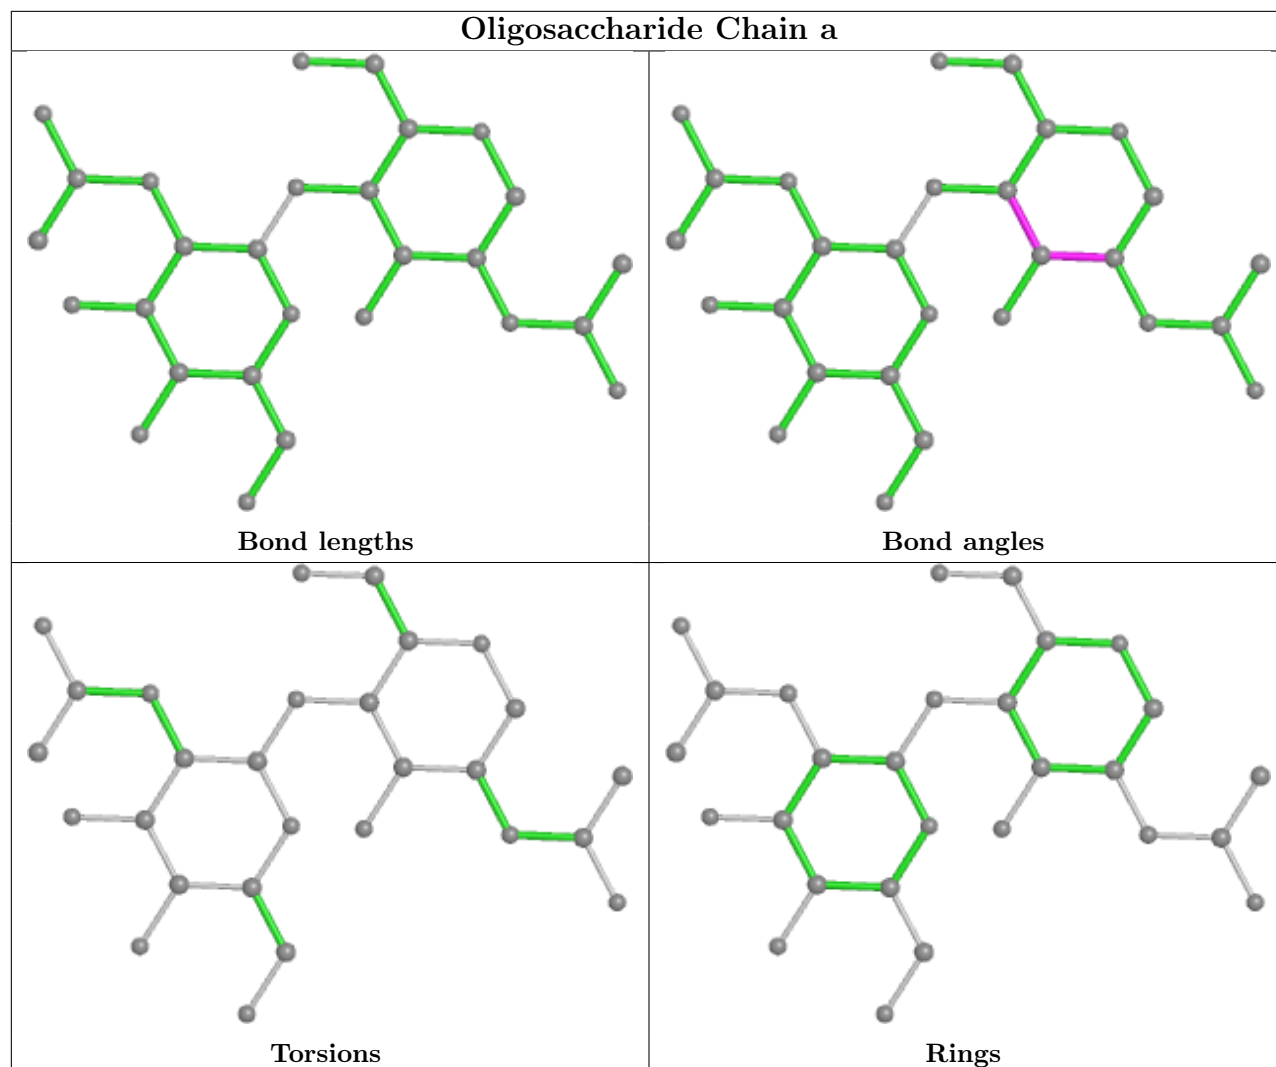 Oligosaccharide Chain a
Bond lengths
Bond angles
Torsions
Rings